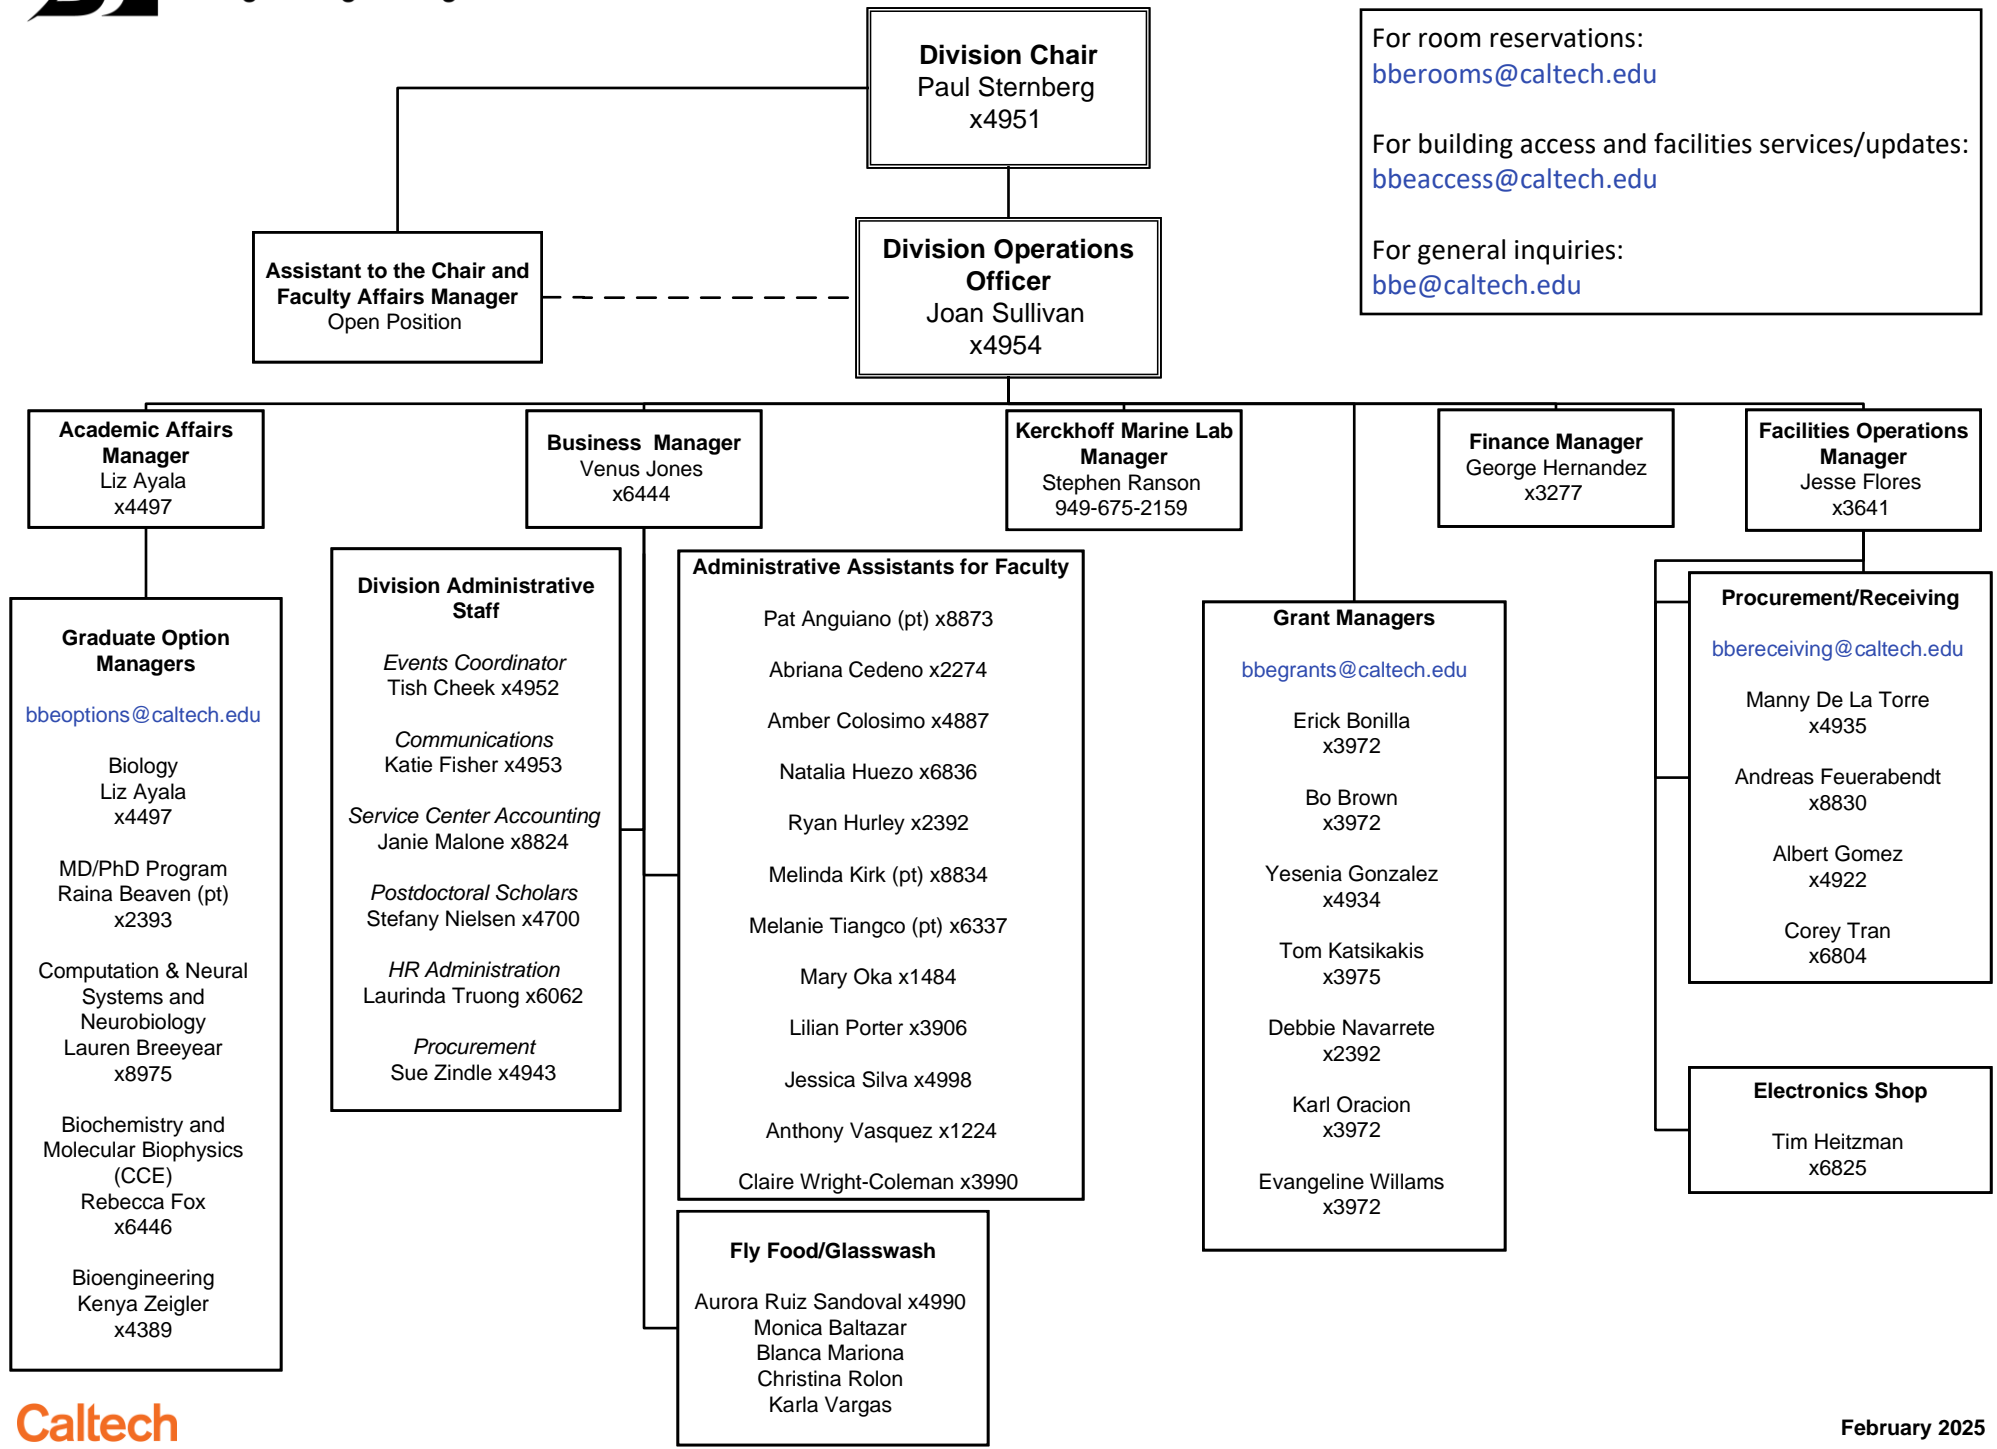 Division Chair
Paul Sternberg
x4951
For room reservations:
bberooms@caltech.edu
For building access and facilities services/updates:
bbeaccess@caltech.edu
For general inquiries:
bbe@caltech.edu
Assistant to the Chair and
Faculty Affairs Manager
Open Position
Division Operations
Officer
Joan Sullivan
x4954
Academic Affairs
Manager
Liz Ayala
x4497
Business  Manager
Venus Jones
x6444
Kerckhoff Marine Lab
Manager
Stephen Ranson
949-675-2159
Finance Manager
George Hernandez
x3277
Facilities Operations
Manager
Jesse Flores
x3641
Graduate Option
Managers
bbeoptions@caltech.edu
Biology
Liz Ayala
x4497
MD/PhD Program
Raina Beaven (pt)
x2393
Computation & Neural
Systems and
Neurobiology
Lauren Breeyear
x8975
Biochemistry and
Molecular Biophysics
(CCE)
Rebecca Fox
x6446
Bioengineering
Kenya Zeigler
x4389
Division Administrative
Staff
Events Coordinator
Tish Cheek x4952
Communications
Katie Fisher x4953
Service Center Accounting
Janie Malone x8824
Postdoctoral Scholars
Stefany Nielsen x4700
HR Administration
Laurinda Truong x6062
Procurement
Sue Zindle x4943
Administrative Assistants for Faculty
Pat Anguiano (pt) x8873
Abriana Cedeno x2274
Amber Colosimo x4887
Natalia Huezo x6836
Ryan Hurley x2392
Melinda Kirk (pt) x8834
Melanie Tiangco (pt) x6337
Mary Oka x1484
Lilian Porter x3906
Jessica Silva x4998
Anthony Vasquez x1224
Claire Wright-Coleman x3990
Fly Food/Glasswash
Aurora Ruiz Sandoval x4990
Monica Baltazar
Blanca Mariona
Christina Rolon
Karla Vargas
Grant Managers
bbegrants@caltech.edu
Erick Bonilla
x3972
Bo Brown
x3972
Yesenia Gonzalez
x4934
Tom Katsikakis
x3975
Debbie Navarrete
x2392
Karl Oracion
x3972
Evangeline Willams
x3972
Procurement/Receiving
bbereceiving@caltech.edu
Manny De La Torre
x4935
Andreas Feuerabendt
x8830
Albert Gomez
x4922
Corey Tran
x6804
Electronics Shop
Tim Heitzman
x6825
Caltech
February 2025